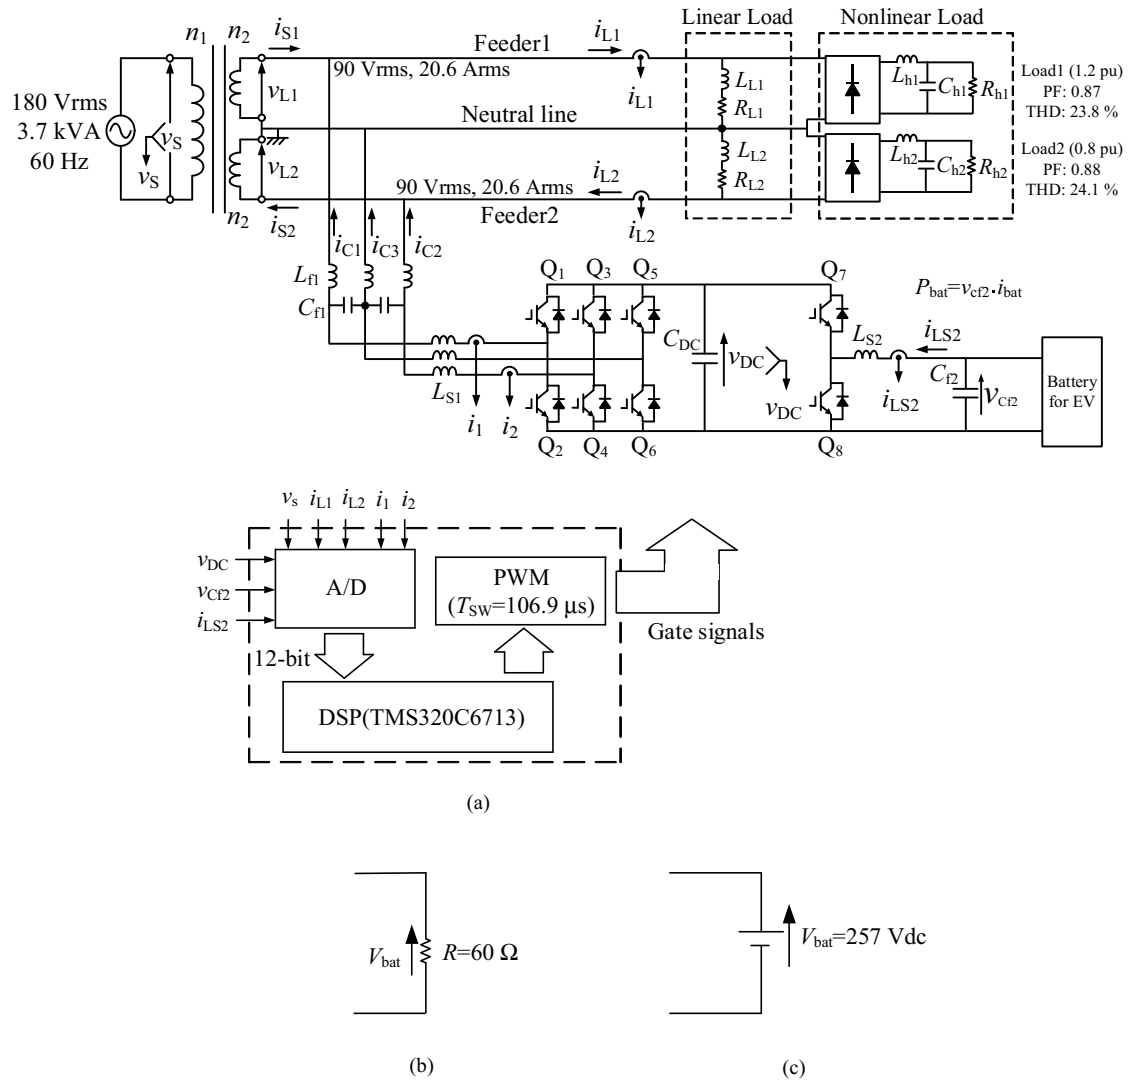 Linear Load
Nonlinear Load
n1
n2
iS1
Feeder1
iL1
90 Vrms, 20.6 Arms
180 Vrms
3.7 kVA
60 Hz
vS
vS
vL1
iL1
LL1
RL1
Lh1
Ch1
Rh1
Load1 (1.2 pu)
PF: 0.87
THD: 23.8 %
Neutral line
vL2
iL2
LL2
RL2
Lh2
Ch2
Rh2
Load2 (0.8 pu)
PF: 0.88
THD: 24.1 %
90 Vrms, 20.6 Arms
n2
iS2
Feeder2
iL2
iC1
iC3
iC2
Lf1
Cf1
Q1
Q3
Q5
Q7
Pbat=vcf2·ibat
CDC
vDC
vDC
LS2
iLS2
iLS2
Cf2
vCf2
Battery
for EV
LS1
i1
i2
Q2
Q4
Q6
Q8
vs
iL1
iL2
i1
i2
vDC
vCf2
iLS2
A/D
PWM
(TSW=106.9 μs)
Gate signals
12-bit
DSP(TMS320C6713)
(a)
Vbat
R=60 Ω
Vbat=257 Vdc
(b)
(c)